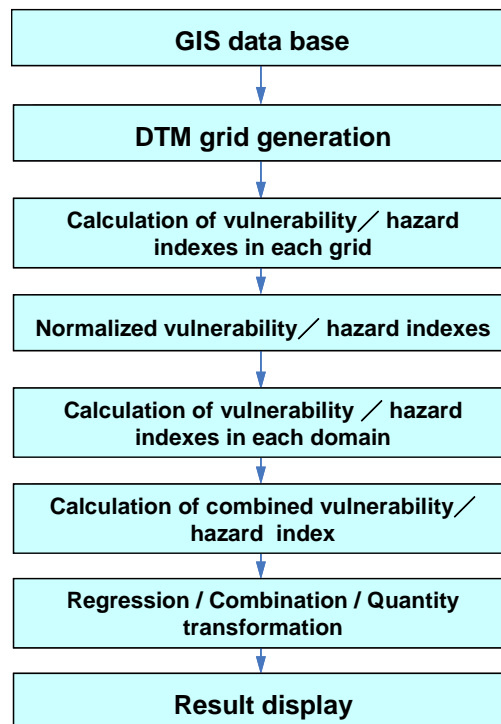 GIS data base
DTM grid generation
Calculation of vulnerability／ hazard
indexes in each grid
Normalized vulnerability／ hazard indexes
Calculation of vulnerability ／ hazard
indexes in each domain
Calculation of combined vulnerability／
hazard index
Regression / Combination / Quantity
transformation
Result display